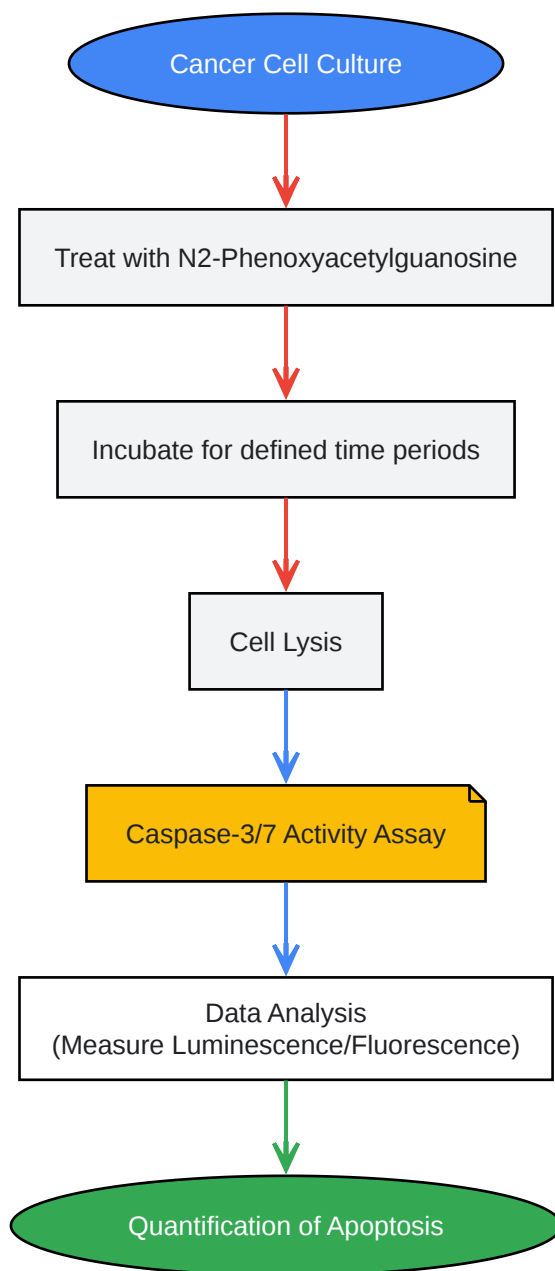 Cancer Cell Culture
Treat with N2-Phenoxyacetylguanosine
Incubate for defined time periods
Cell Lysis
Caspase-3/7 Activity Assay
Data Analysis
(Measure Luminescence/Fluorescence)
Quantification of Apoptosis